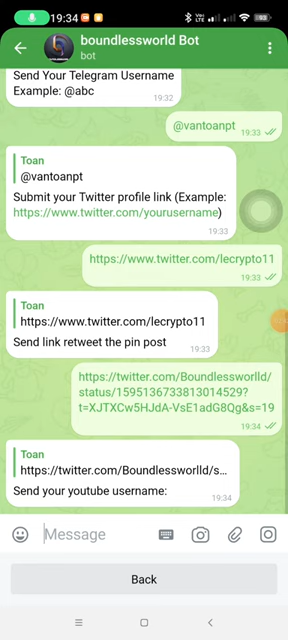 19:34
93
boundlessworld Bot
bot
Send Your Telegram Username
Example: @abc
19:32
@vantoanpt
19:33
Toan
@vantoanpt
Submit your Twitter profile link (Example:
https://www.twitter.com/yourusername)
19:33
https://www.twitter.com/lecrypto11
19:33
Toan
https://www.twitter.com/lecrypto11
Send link retweet the pin post
19:33
https://twitter.com/Boundlessworlld/
status/1595136733813014529?
t=XJTXCw5HJdA-VsE1adG8Qg&s=19
19:34
Toan
https://twitter.com/Boundlessworlld/s...
Send your youtube username:
19:34
Message
Back